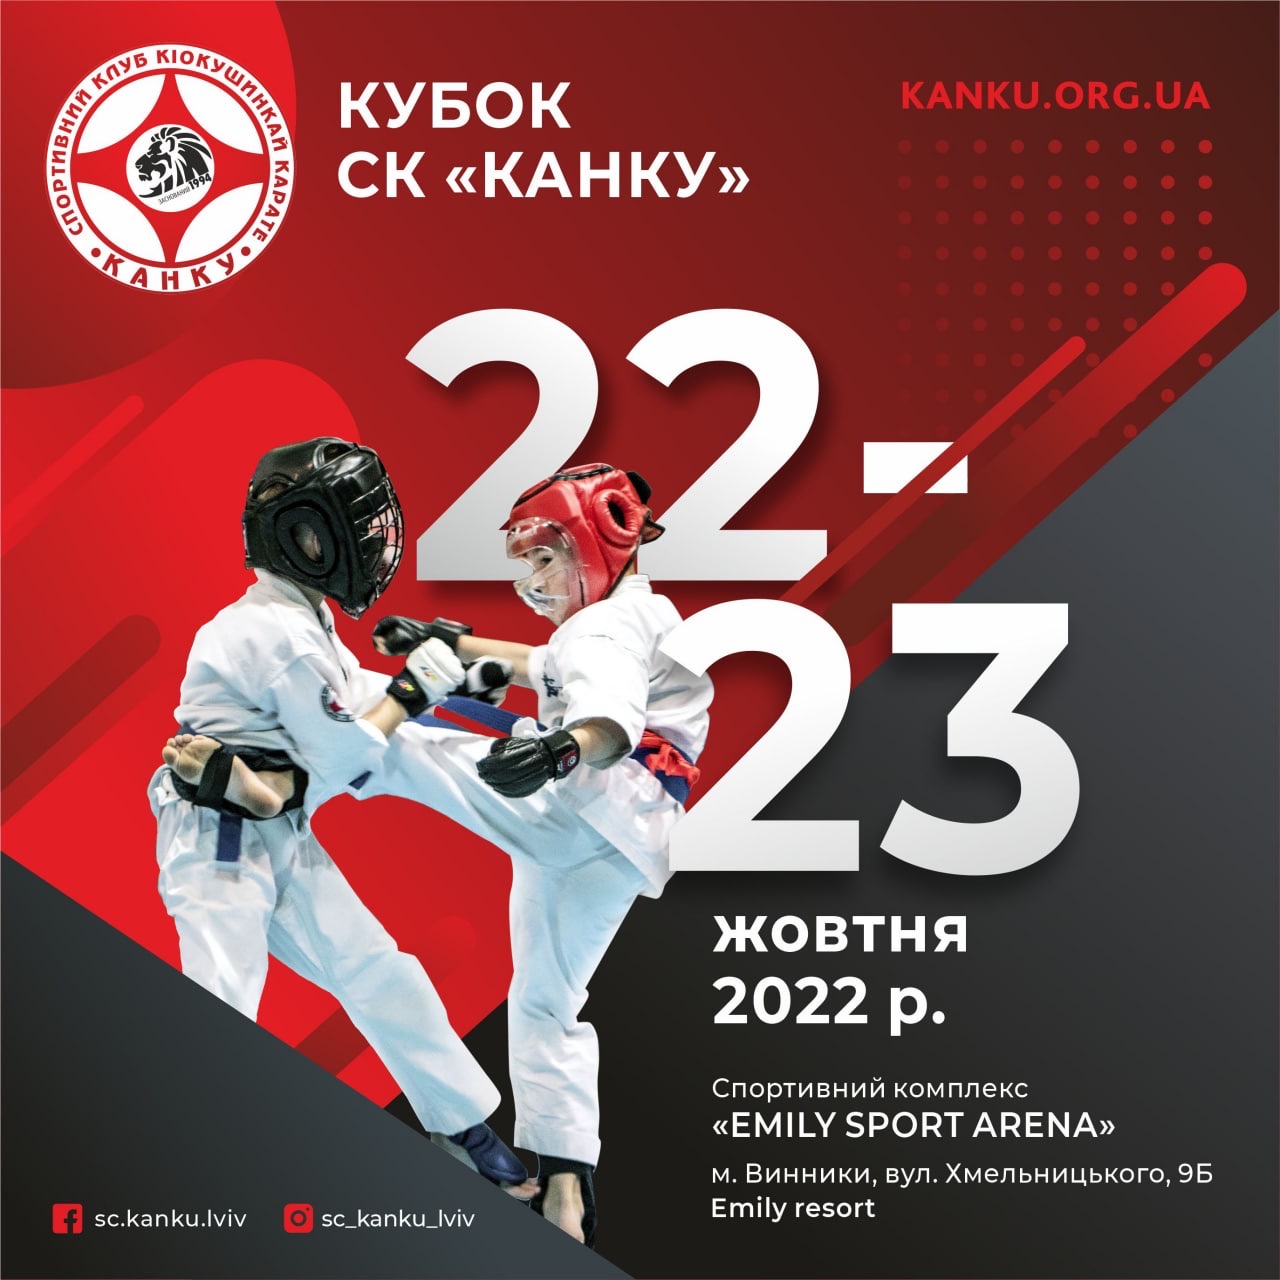 СПОРТИВНИЙ КЛУБ КІОКУШИНКАЙ КАРАТЕ
• КАНКУ •
ЗАСНОВАНИЙ 1994
КУБОК
СК «КАНКУ»
KANKU.ORG.UA
22-
23
жовтня
2022 р.
Спортивний комплекс
«EMILY SPORT ARENA»
м. Винники, вул. Хмельницького, 9Б
Emily resort
sc.kanku.lviv
sc_kanku_lviv